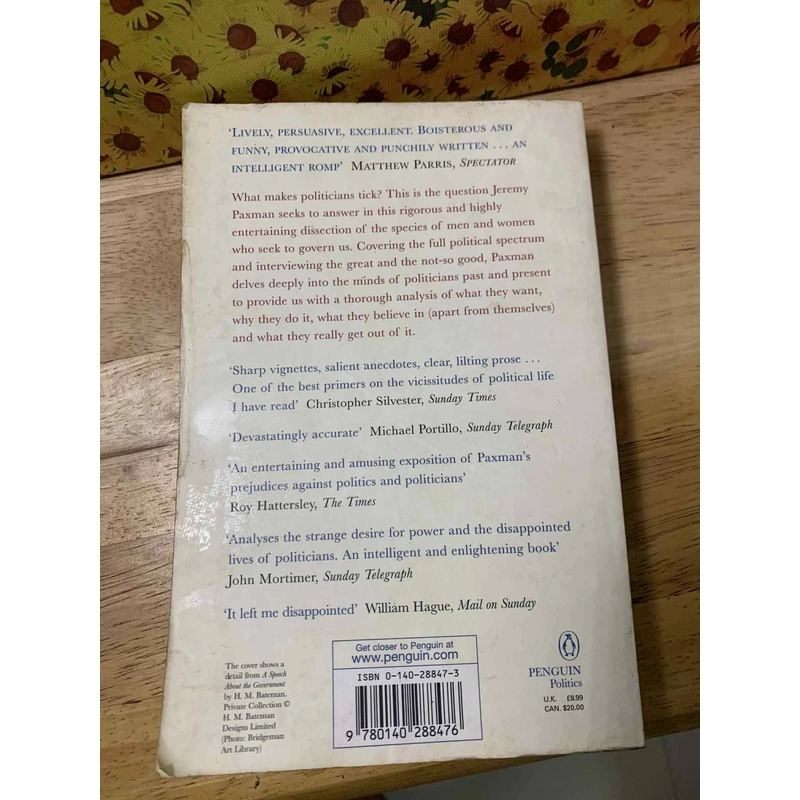 ‘LIVELY, PERSUASIVE, EXCELLENT. BOISTEROUS AND
FUNNY, PROVOCATIVE AND PUNCHILY WRITTEN . . . AN
INTELLIGENT ROMP’ MATTHEW PARRIS, SPECTATOR
What makes politicians tick? This is the question Jeremy
Paxman seeks to answer in this rigorous and highly
entertaining dissection of the species of men and women
who seek to govern us. Covering the full political spectrum
and interviewing the great and the not-so good, Paxman
delves deeply into the minds of politicians past and present
to provide us with a thorough analysis of what they want,
why they do it, what they believe in (apart from themselves)
and what they really get out of it.
‘Sharp vignettes, salient anecdotes, clear, lilting prose . . .
One of the best primers on the vicissitudes of political life
I have read’ Christopher Silvester, Sunday Times
‘Devastatingly accurate’ Michael Portillo, Sunday Telegraph
‘An entertaining and amusing exposition of Paxman’s
prejudices against politics and politicians’
Roy Hattersley, The Times
‘Analyses the strange desire for power and the disappointed
lives of politicians. An intelligent and enlightening book’
John Mortimer, Sunday Telegraph
‘It left me disappointed’ William Hague, Mail on Sunday
The cover shows a
detail from A Speech
About the Government
by H. M. Bateman.
Private Collection ©
H. M. Bateman
Designs Limited
(Photo: Bridgeman
Art Library)
Get closer to Penguin at
www.penguin.com
ISBN 0-140-28847-3
9 780140 288476
PENGUIN
Politics
U.K. £8.99
CAN. $20.00